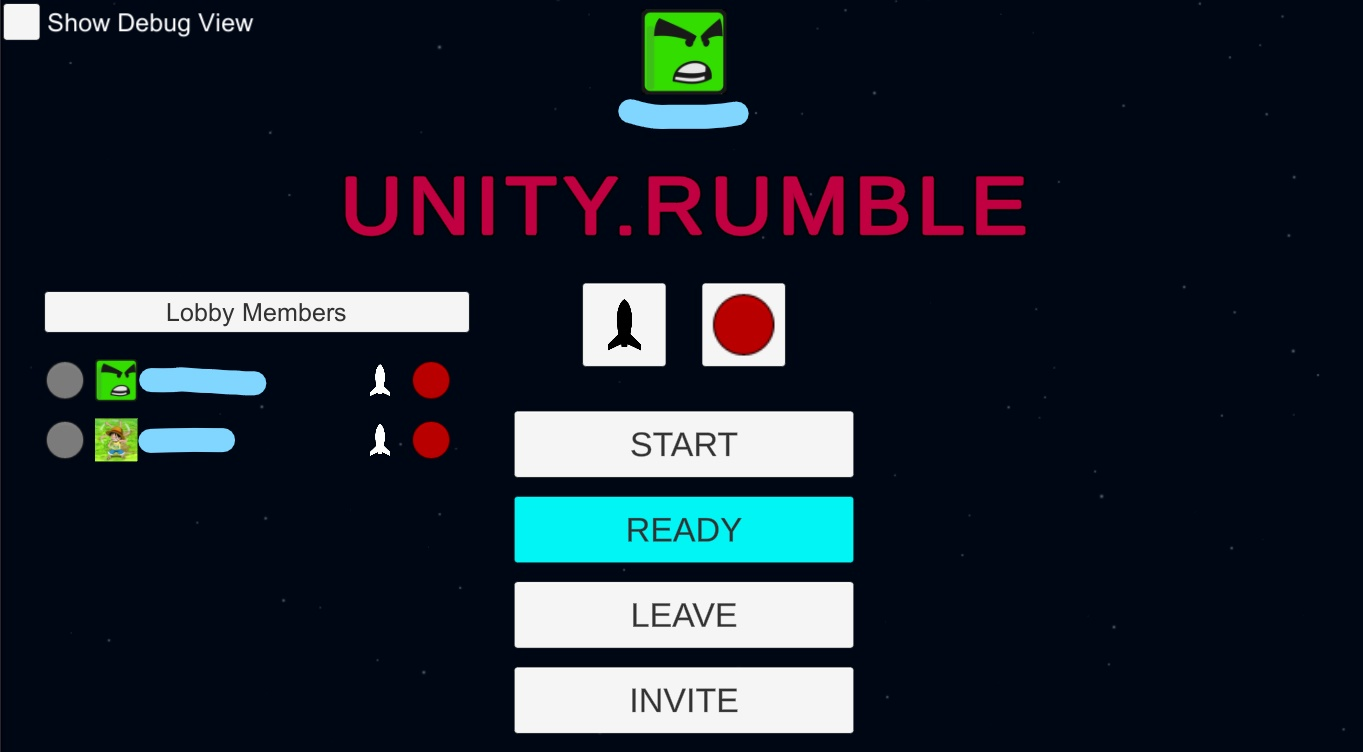 Show Debug View
UNITY.RUMBLE
Lobby Members
START
READY
LEAVE
INVITE